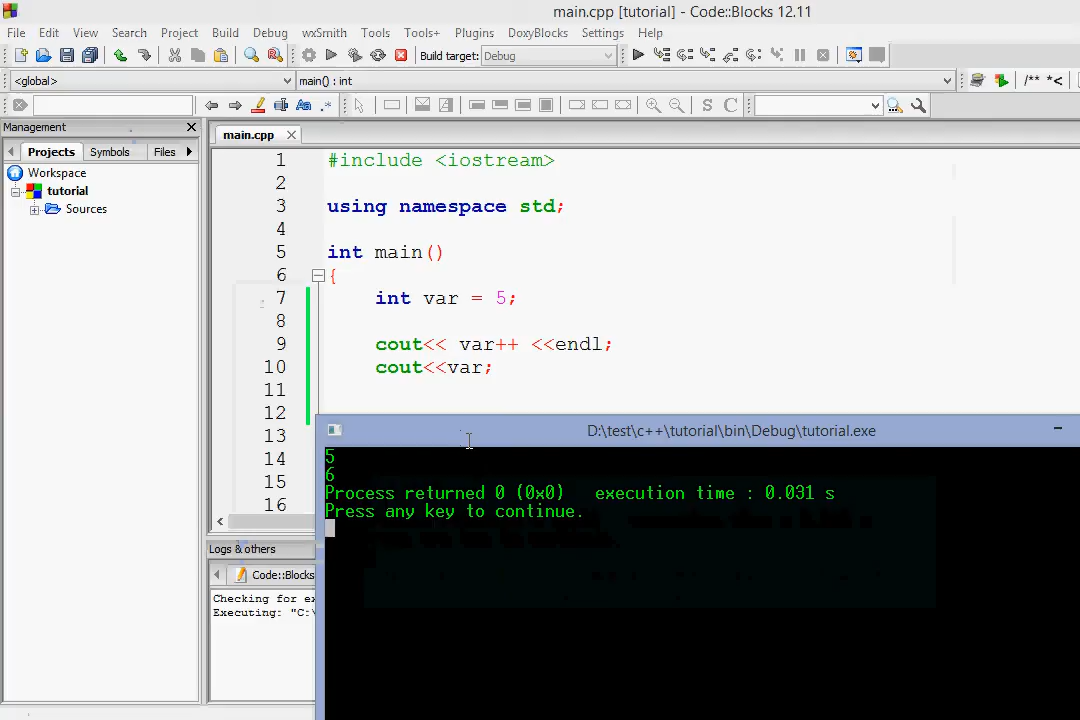 main.cpp [tutorial] - Code::Blocks 12.11
File Edit View Search Project Build Debug wxSmith Tools Tools+ Plugins DoxyBlocks Settings Help
Build target: Debug
<global> main() : int
/** *<
Aa .*
S C
Management
main.cpp
Projects Symbols Files
Workspace
tutorial
Sources
1 #include <iostream>
2
3 using namespace std;
4
5 int main()
6 {
7 int var = 5;
8
9 cout<< var++ <<endl;
10 cout<<var;
11
12
13
14
15
16
D:\test\c++\tutorial\bin\Debug\tutorial.exe
5
6
Process returned 0 (0x0) execution time : 0.031 s
Press any key to continue.
Logs & others
Code::Blocks
Checking for ex
Executing: "C:\